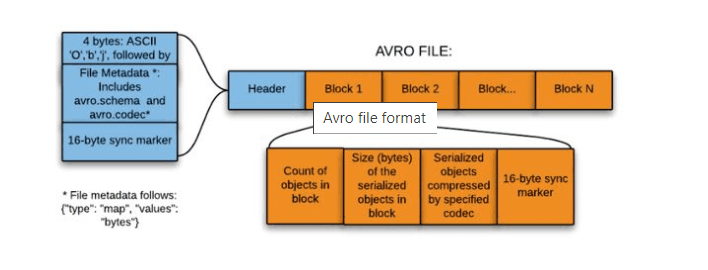 AVRO FILE:
4 bytes: ASCII
'O','b','j', followed by
File Metadata *:
Includes
avro.schema and
avro.codec*
16-byte sync marker
Header
Block 1
Block 2
Block...
Block N
Avro file format
Count of
objects in
block
Size (bytes)
of the
serialized
objects in
block
Serialized
objects
compressed
by specified
codec
16-byte sync
marker
* File metadata follows:
{"type": "map", "values":
"bytes"}